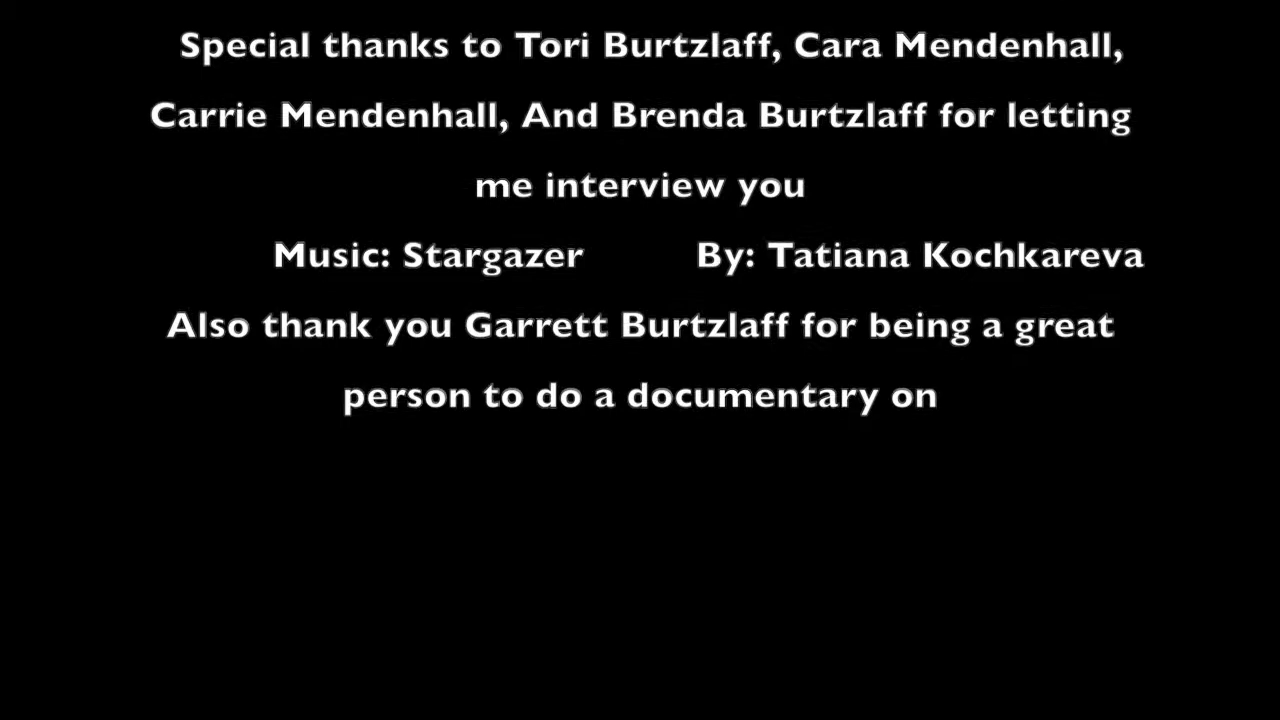 Special thanks to Tori Burtzlaff, Cara Mendenhall,
Carrie Mendenhall, And Brenda Burtzlaff for letting
me interview you
Music: Stargazer By: Tatiana Kochkareva
Also thank you Garrett Burtzlaff for being a great
person to do a documentary on